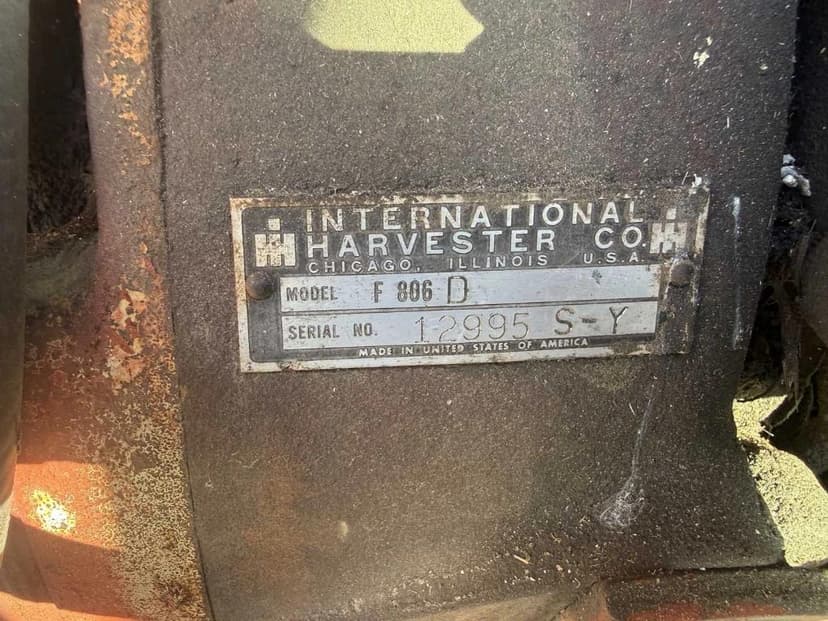 INTERNATIONAL
HARVESTER CO.
CHICAGO, ILLINOIS U.S.A.
MODEL F 806 D
SERIAL NO. 12995 S-Y
MADE IN UNITED STATES OF AMERICA